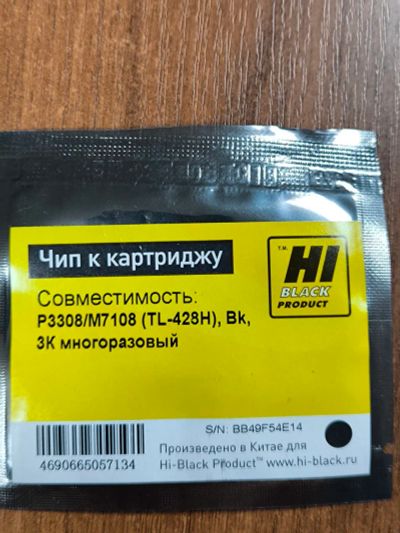 Чип к картриджу
T.M.
HI
BLACK
PRODUCT
Совместимость:
P3308/M7108 (TL-428H), Bk,
3K многоразовый
S/N: BB49F54E14
4690665057134
Произведено в Китае для
Hi-Black Product™ www.hi-black.ru